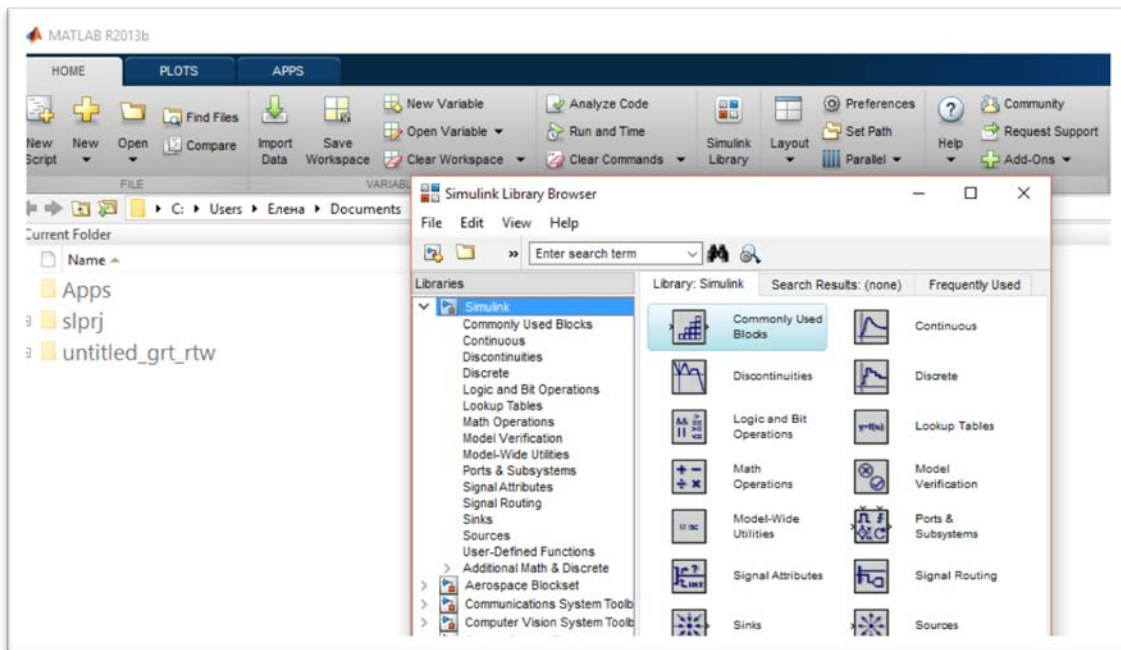 MATLAB R2013b
HOME PLOTS APPS
New Script
New
Open
Find Files
Compare
FILE
Import Data
Save Workspace
New Variable
Open Variable
Clear Workspace
VARIABL
Analyze Code
Run and Time
Clear Commands
Simulink Library
Layout
Preferences
Set Path
Parallel
Help
Community
Request Support
Add-Ons
C: Users Елена Documents
Current Folder
Name
Apps
slprj
untitled_grt_rtw
Simulink Library Browser
File Edit View Help
» Enter search term
Libraries
Simulink
Commonly Used Blocks
Continuous
Discontinuities
Discrete
Logic and Bit Operations
Lookup Tables
Math Operations
Model Verification
Model-Wide Utilities
Ports & Subsystems
Signal Attributes
Signal Routing
Sinks
Sources
User-Defined Functions
Additional Math & Discrete
Aerospace Blockset
Communications System Toolb
Computer Vision System Toolb
Library: Simulink Search Results: (none) Frequently Used
Commonly Used
Blocks
Continuous
Discontinuities
Discrete
Logic and Bit
Operations
Lookup Tables
Math
Operations
Model
Verification
Model-Wide
Utilities
Ports &
Subsystems
Signal Attributes
Signal Routing
Sinks
Sources